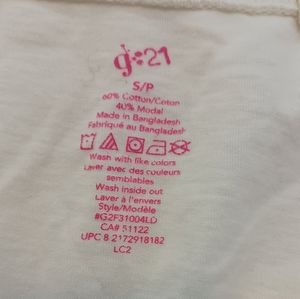 g:21
S/P
60% Cotton/Coton
40% Modal
Made in Bangladesh
Fabriqué au Bangladesh
Wash with like colors
Laver avec des couleurs
semblables
Wash inside out
Laver à l'envers
Style/Modèle
#G2F31004LD
CA# 51122
UPC 8 2172918182
LC2